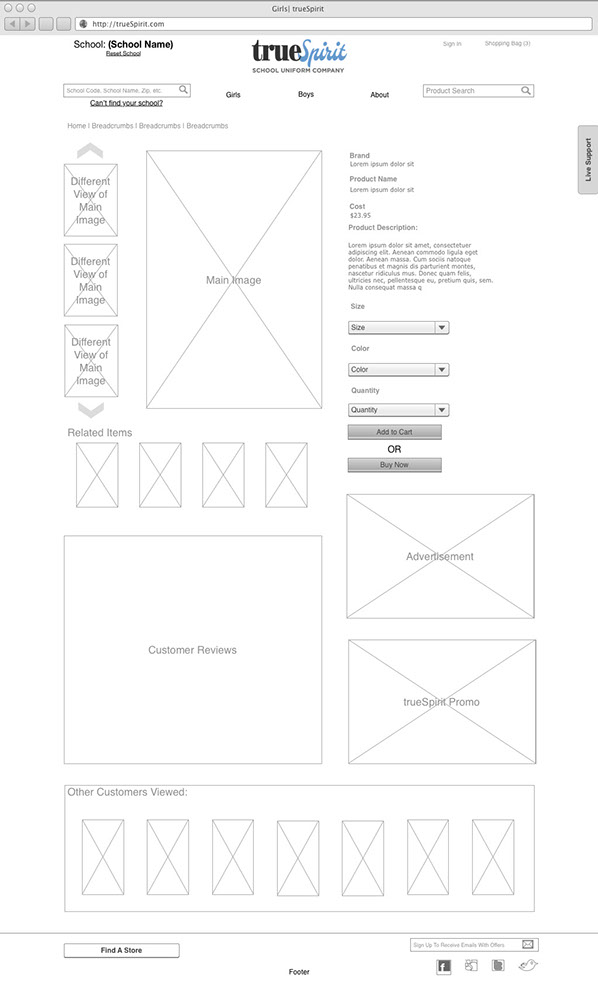 Girls| trueSpirit
http://trueSpirit.com
School: (School Name)
Reset School
trueSpirit
SCHOOL UNIFORM COMPANY
Sign In
Shopping Bag (3)
School Code, School Name, Zip, etc.
Can't find your school?
Girls
Boys
About
Product Search
Home I Breadcrumbs I Breadcrumbs I Breadcrumbs
Live Support
Different
View of
Main
Image
Different
View of
Main
Image
Different
View of
Main
Image
Main Image
Brand
Lorem ipsum dolor sit
Product Name
Lorem ipsum dolor sit
Cost
$23.95
Product Description:
Lorem ipsum dolor sit amet, consectetuer
adipiscing elit. Aenean commodo ligula eget
dolor. Aenean massa. Cum sociis natoque
penatibus et magnis dis parturient montes,
nascetur ridiculus mus. Donec quam felis,
ultricies nec, pellentesque eu, pretium quis, sem.
Nulla consequat massa q
Size
Size
Color
Color
Quantity
Quantity
Add to Cart
OR
Buy Now
Related Items
Advertisement
Customer Reviews
trueSpirit Promo
Other Customers Viewed:
Find A Store
Sign Up To Receive Emails With Offers
Footer